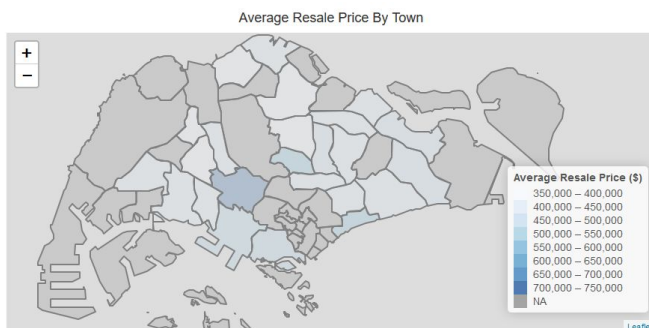 Average Resale Price By Town
+
−
Average Resale Price ($)
350,000 – 400,000
400,000 – 450,000
450,000 – 500,000
500,000 – 550,000
550,000 – 600,000
600,000 – 650,000
650,000 – 700,000
700,000 – 750,000
NA
Leafle